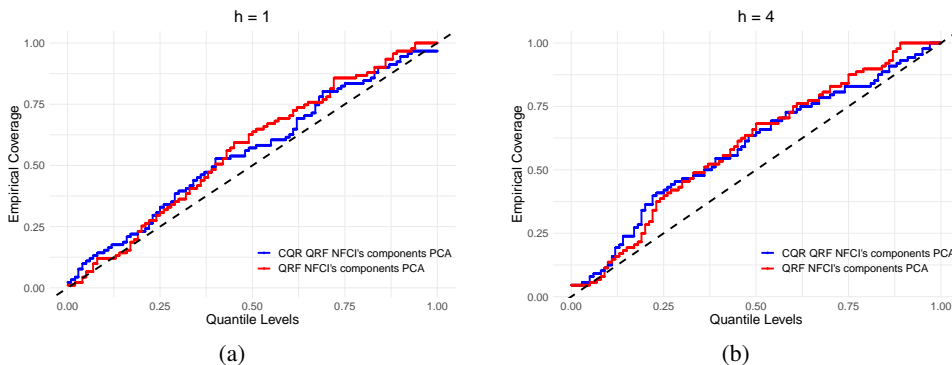 h = 1
1.00
0.75
0.50
0.25
0.00
Empirical Coverage
CQR QRF NFCI's components PCA
QRF NFCI's components PCA
0.00 0.25 0.50 0.75 1.00
Quantile Levels
(a)
h = 4
1.00
0.75
0.50
0.25
0.00
Empirical Coverage
CQR QRF NFCI's components PCA
QRF NFCI's components PCA
0.00 0.25 0.50 0.75 1.00
Quantile Levels
(b)